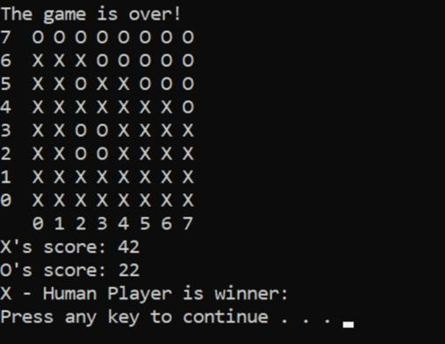 The game is over!
7  O O O O O O O O
6  X X X O O O O O
5  X X O X X O O O
4  X X X X X X X O
3  X X O O X X X X
2  X X O O X X X X
1  X X X X X X X X
0  X X X X X X X X
   0 1 2 3 4 5 6 7
X's score: 42
O's score: 22
X - Human Player is winner:
Press any key to continue . . .